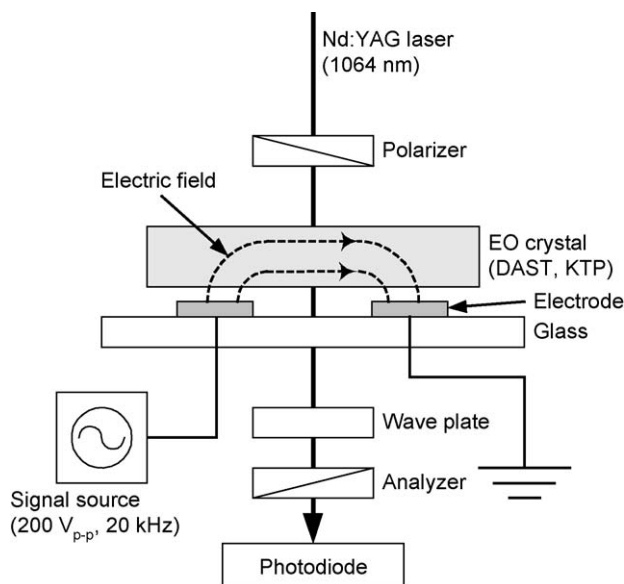 Nd:YAG laser
(1064 nm)
Polarizer
Electric field
EO crystal
(DAST, KTP)
Electrode
Glass
Wave plate
Analyzer
Signal source
(200 Vp-p, 20 kHz)
Photodiode